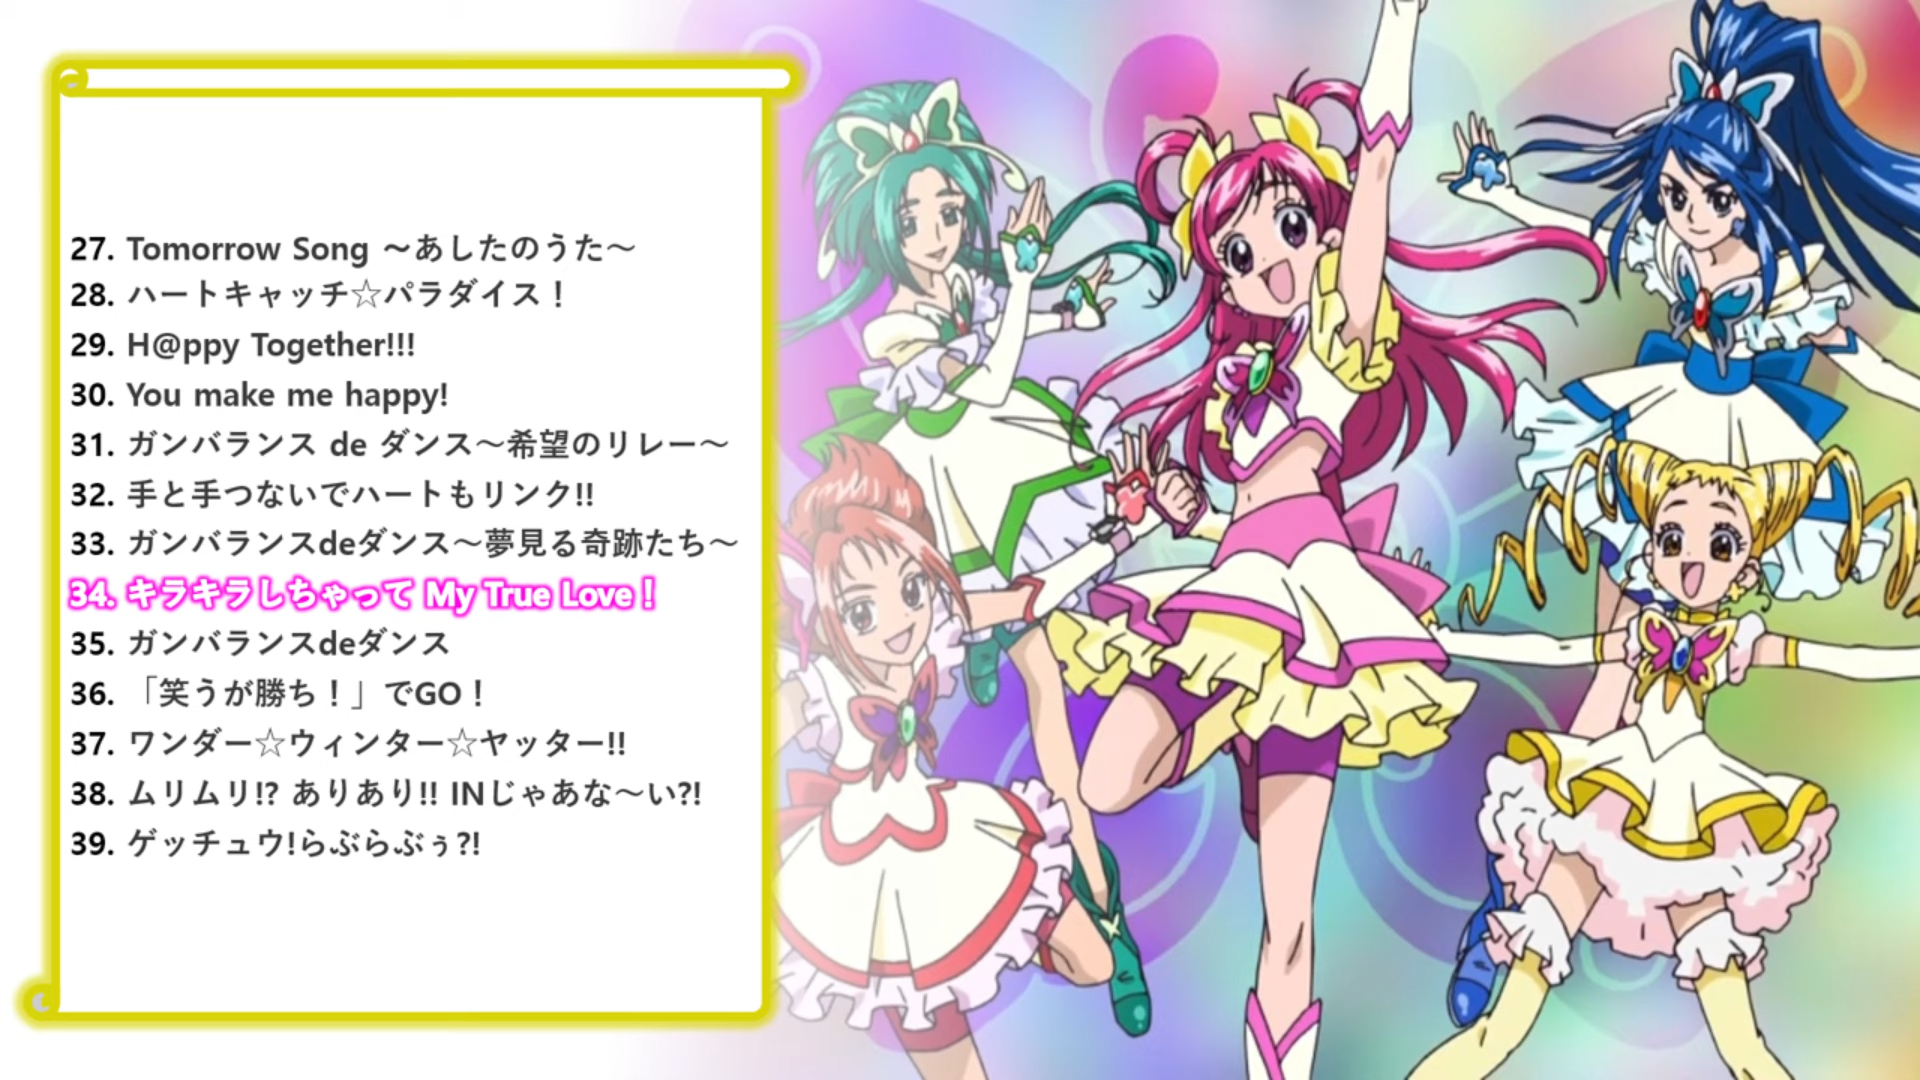 27. Tomorrow Song ～あしたのうた～
28. ハートキャッチ☆パラダイス！
29. H@ppy Together!!!
30. You make me happy!
31. ガンバランス de ダンス～希望のリレー～
32. 手と手つないでハートもリンク!!
33. ガンバランスdeダンス～夢見る奇跡たち～
34. キラキラしちゃって My True Love！
35. ガンバランスdeダンス
36. 「笑うが勝ち！」でGO！
37. ワンダー☆ウィンター☆ヤッター!!
38. ムリムリ!? ありあり!! INじゃあな～い?!
39. ゲッチュウ!らぶらぶぅ?!